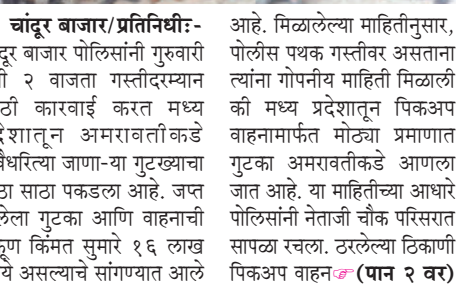 चांदूर बाजार/प्रतिनिधीः-
बाजार पोलिसांनी गुरुवारी
२ वाजता गस्तीदरम्यान
कारवाई करत मध्य
अमरावतीकडे
जाणा-या गुटख्याचा
साठा पकडला आहे. जप्त
गुटका आणि वाहनाची
किंमत सुमारे १६ लाख
असल्याचे सांगण्यात आले
आहे. मिळालेल्या माहितीनुसार,
पोलीस पथक गस्तीवर असताना
त्यांना गोपनीय माहिती मिळाली
की मध्य प्रदेशातून पिकअप
वाहनामार्फत मोठ्या प्रमाणात
गुटका अमरावतीकडे आणला
जात आहे. या माहितीच्या आधारे
पोलिसांनी नेताजी चौक परिसरात
सापळा रचला. ठरलेल्या ठिकाणी
पिकअप वाहन☞(पान २ वर)